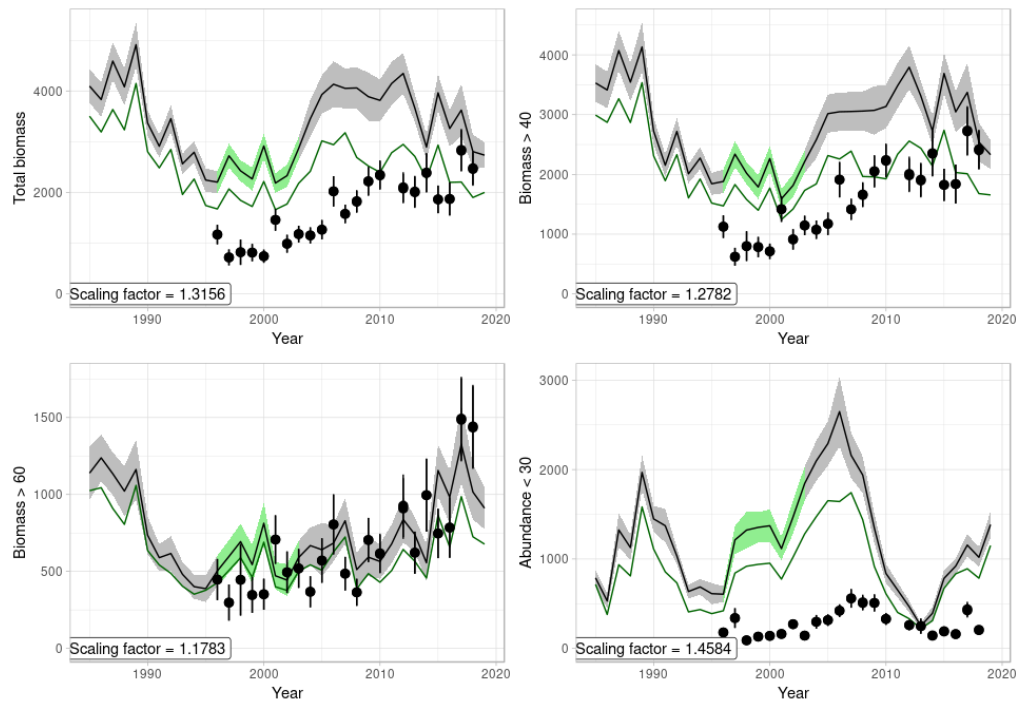 Total biomass
4000
2000
0
Scaling factor = 1.3156
1990
2000
2010
2020
Year
Biomass > 40
4000
3000
2000
1000
0
Scaling factor = 1.2782
1990
2000
2010
2020
Year
Biomass > 60
1500
1000
500
0
Scaling factor = 1.1783
1990
2000
2010
2020
Year
Abundance < 30
3000
2000
1000
0
Scaling factor = 1.4584
1990
2000
2010
2020
Year